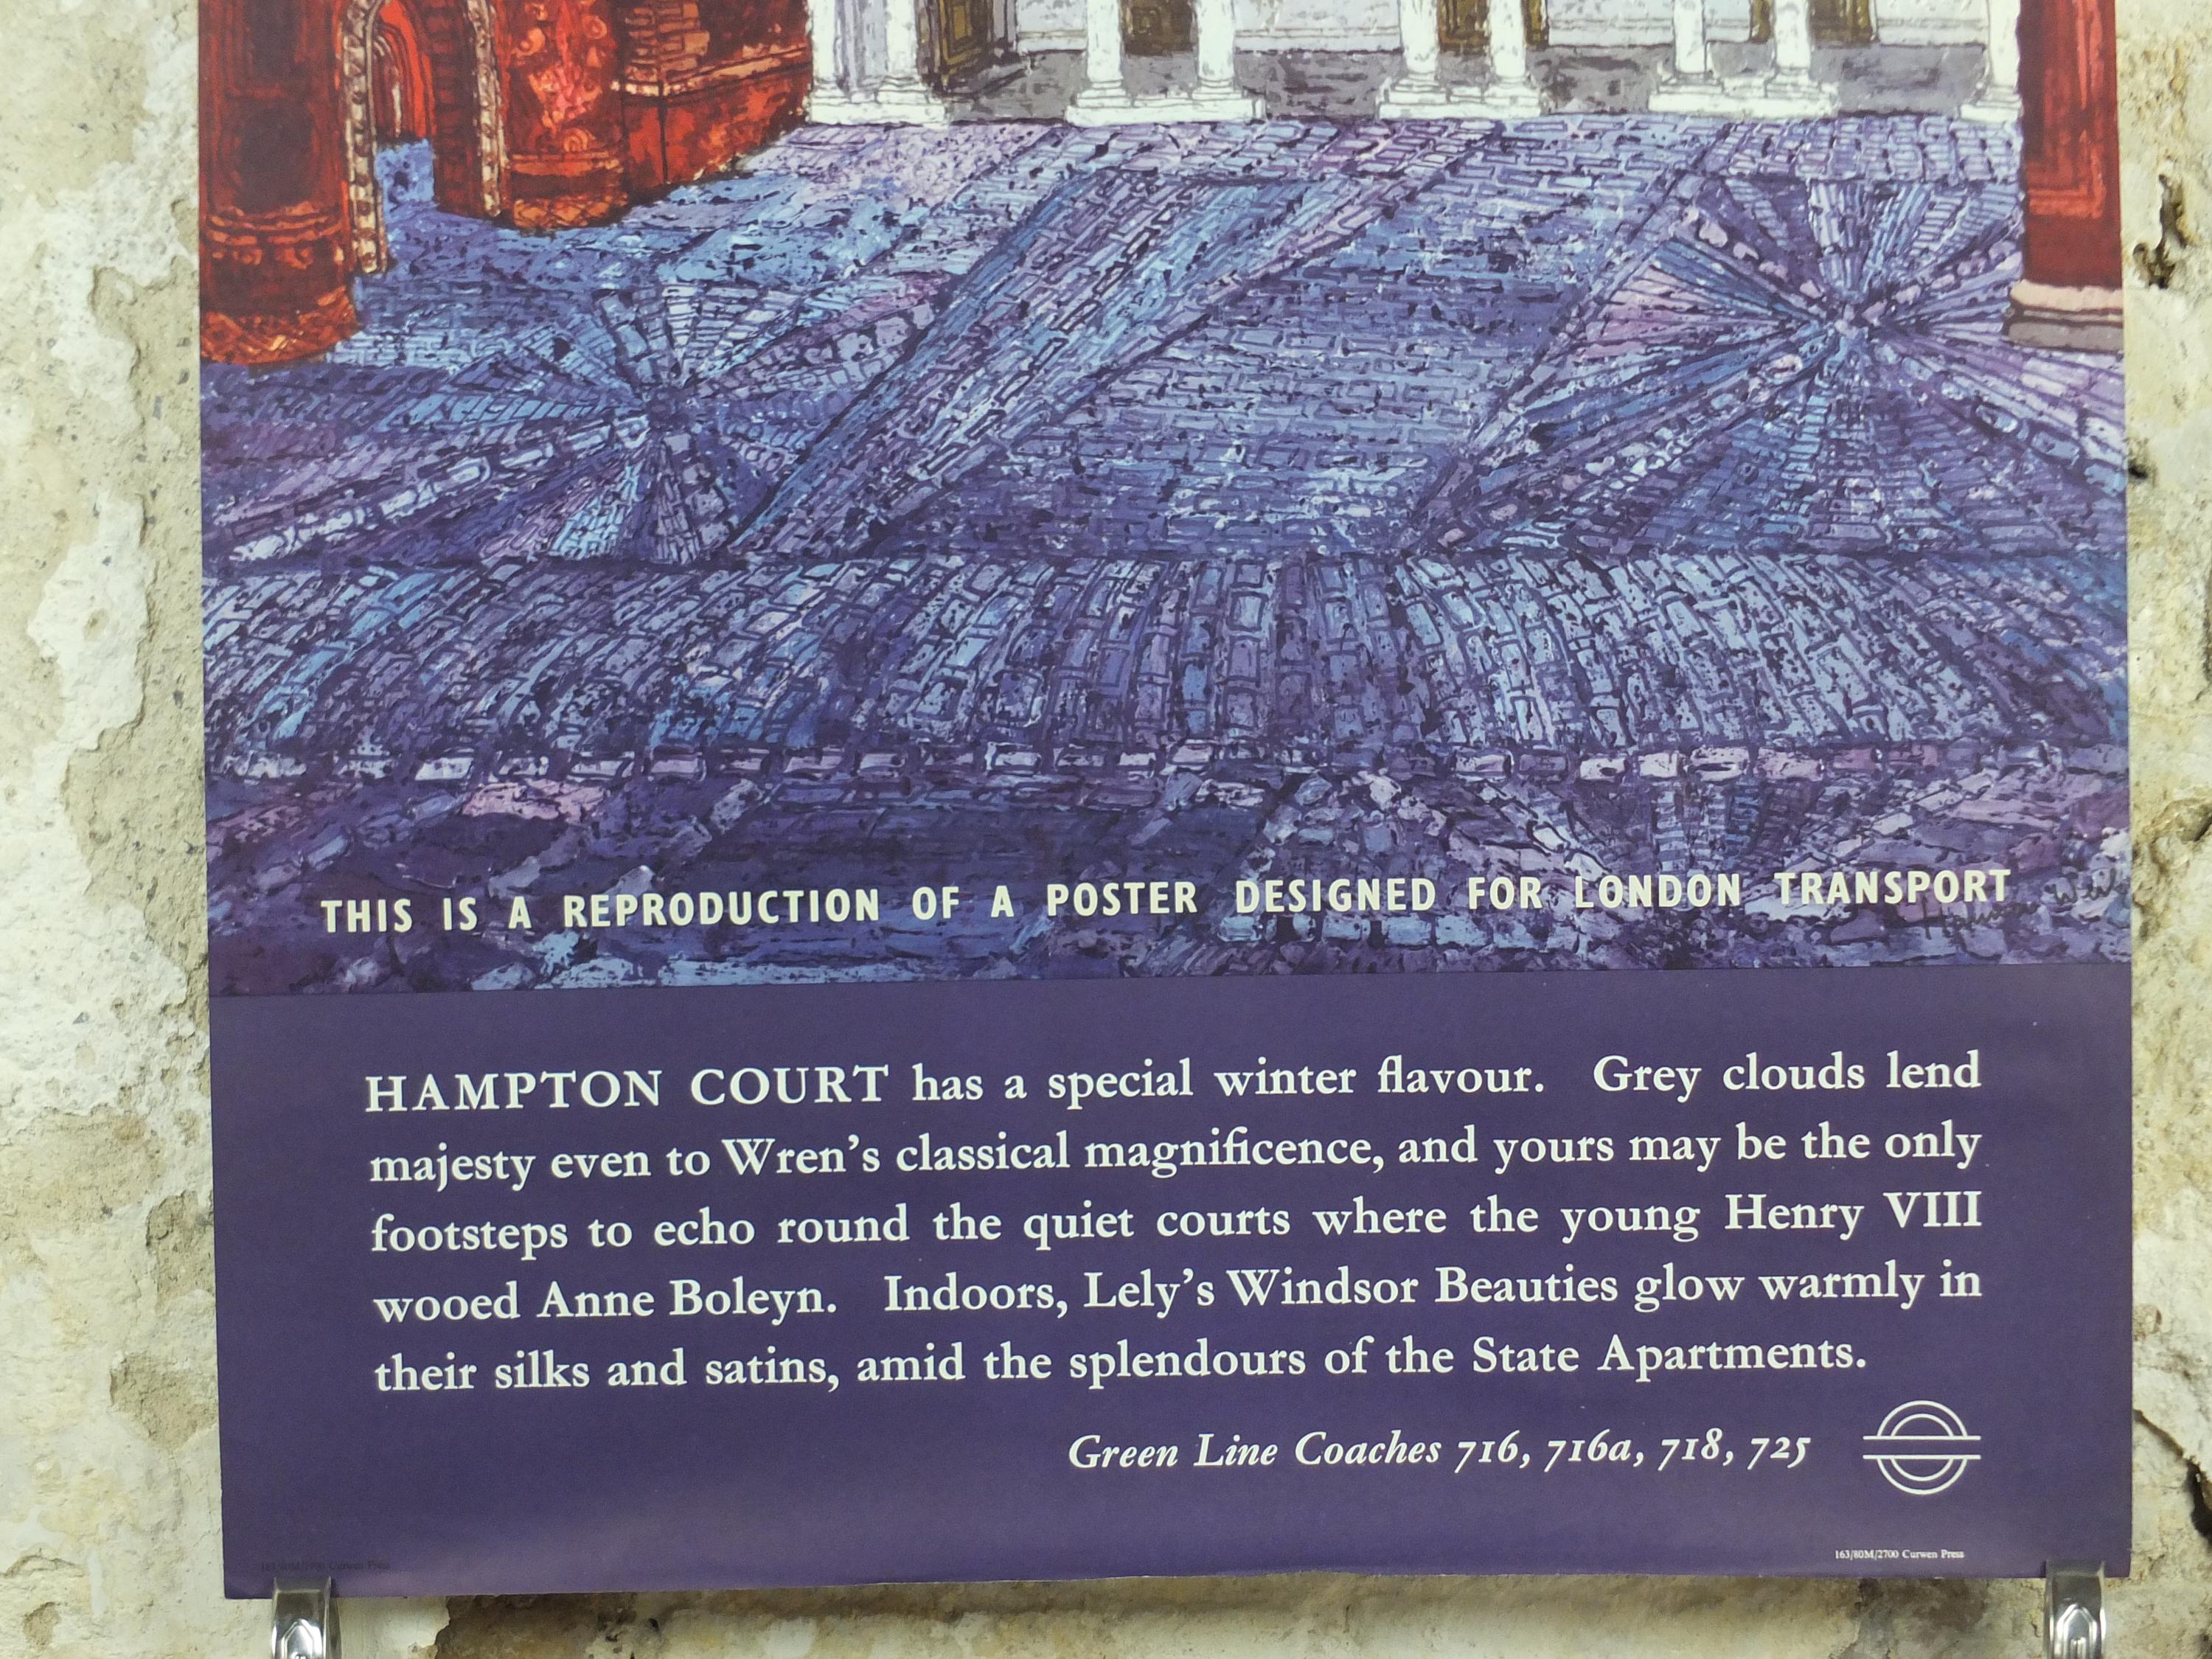 THIS IS A REPRODUCTION OF A POSTER DESIGNED FOR LONDON TRANSPORT
HAMPTON COURT has a special winter flavour. Grey clouds lend
majesty even to Wren's classical magnificence, and yours may be the only
footsteps to echo round the quiet courts where the young Henry VIII
wooed Anne Boleyn. Indoors, Lely's Windsor Beauties glow warmly in
their silks and satins, amid the splendours of the State Apartments.
Green Line Coaches 716, 716a, 718, 725
163/80M/2700 Curwen Press